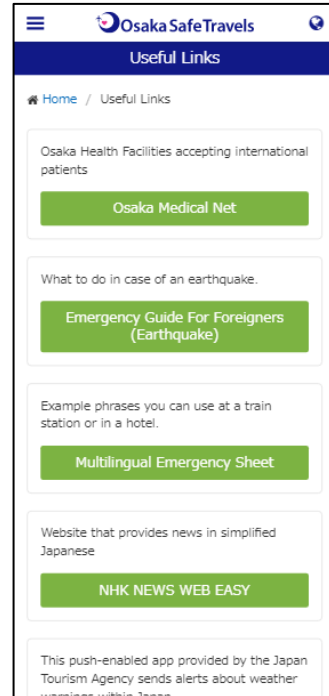 Osaka Safe Travels
Useful Links
Home / Useful Links
Osaka Health Facilities accepting international
patients
Osaka Medical Net
What to do in case of an earthquake.
Emergency Guide For Foreigners
(Earthquake)
Example phrases you can use at a train
station or in a hotel.
Multilingual Emergency Sheet
Website that provides news in simplified
Japanese
NHK NEWS WEB EASY
This push-enabled app provided by the Japan
Tourism Agency sends alerts about weather
warnings within Japan